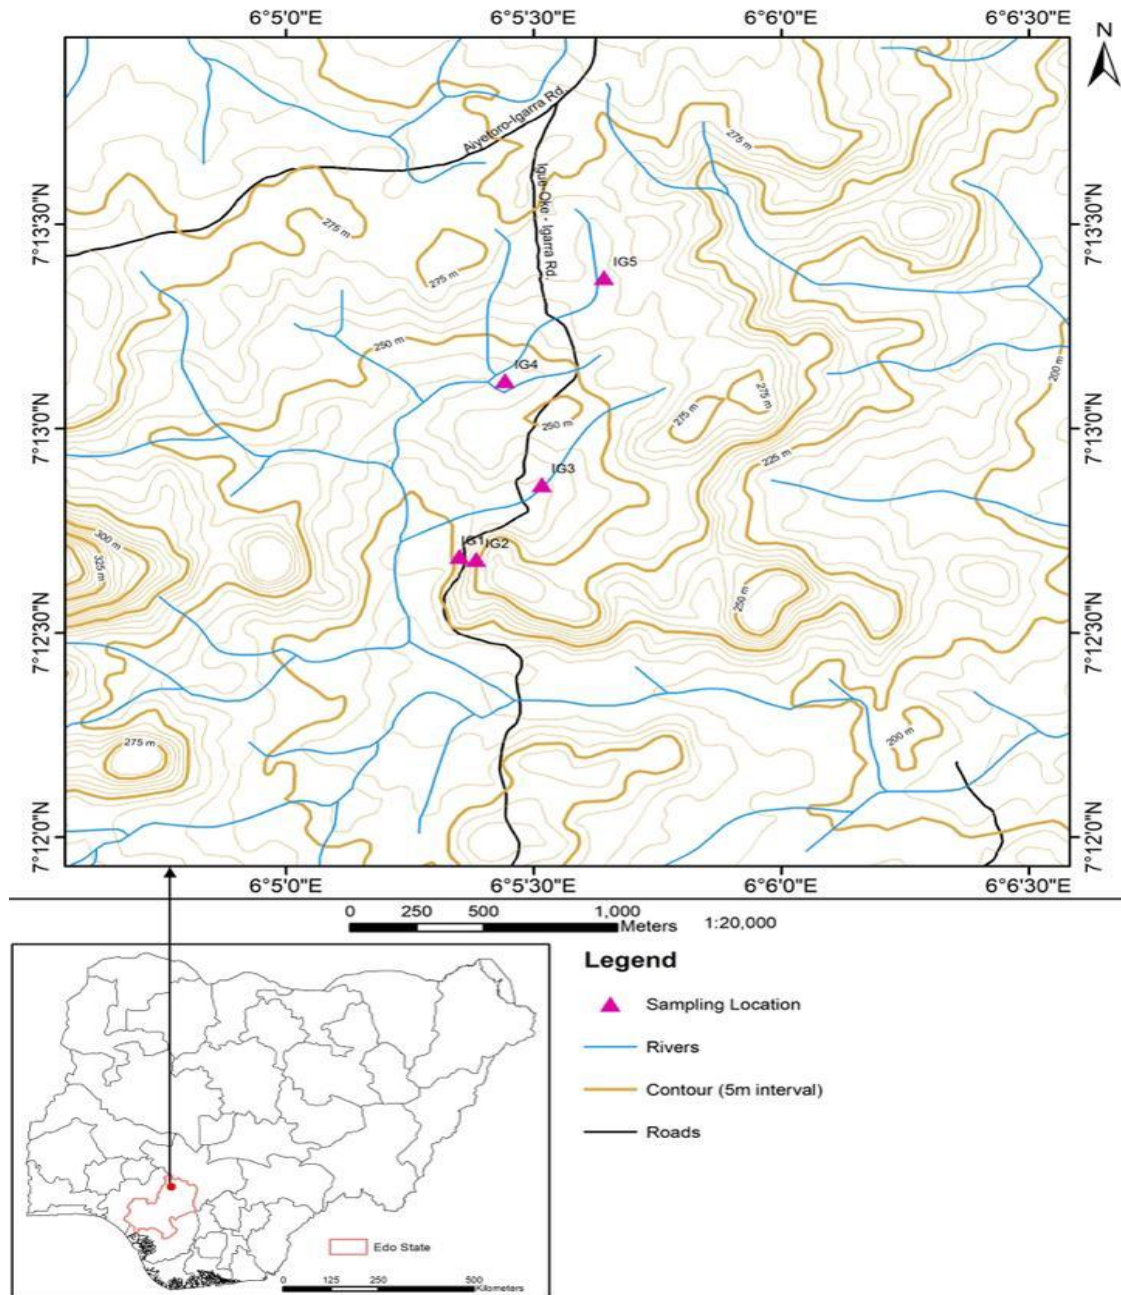 6°5'0"E 6°5'30"E 6°6'0"E 6°6'30"E
N
Aiyetoro-Igarra Rd.
275 m
7°13'30"N
7°13'30"N
275 m
Igue-Oke - Igarra Rd.
IG5
275 m
250 m
IG4
200 m
275 m
275 m
250 m
7°13'0"N
7°13'0"N
225 m
IG3
300 m
325 m
IG1 IG2
250 m
7°12'30"N
7°12'30"N
275 m
200 m
7°12'0"N
7°12'0"N
6°5'0"E 6°5'30"E 6°6'0"E 6°6'30"E
0 250 500 1,000
Meters 1:20,000
Legend
Sampling Location
Rivers
Contour (5m interval)
Roads
Edo State
0 125 250 500
Kilometers